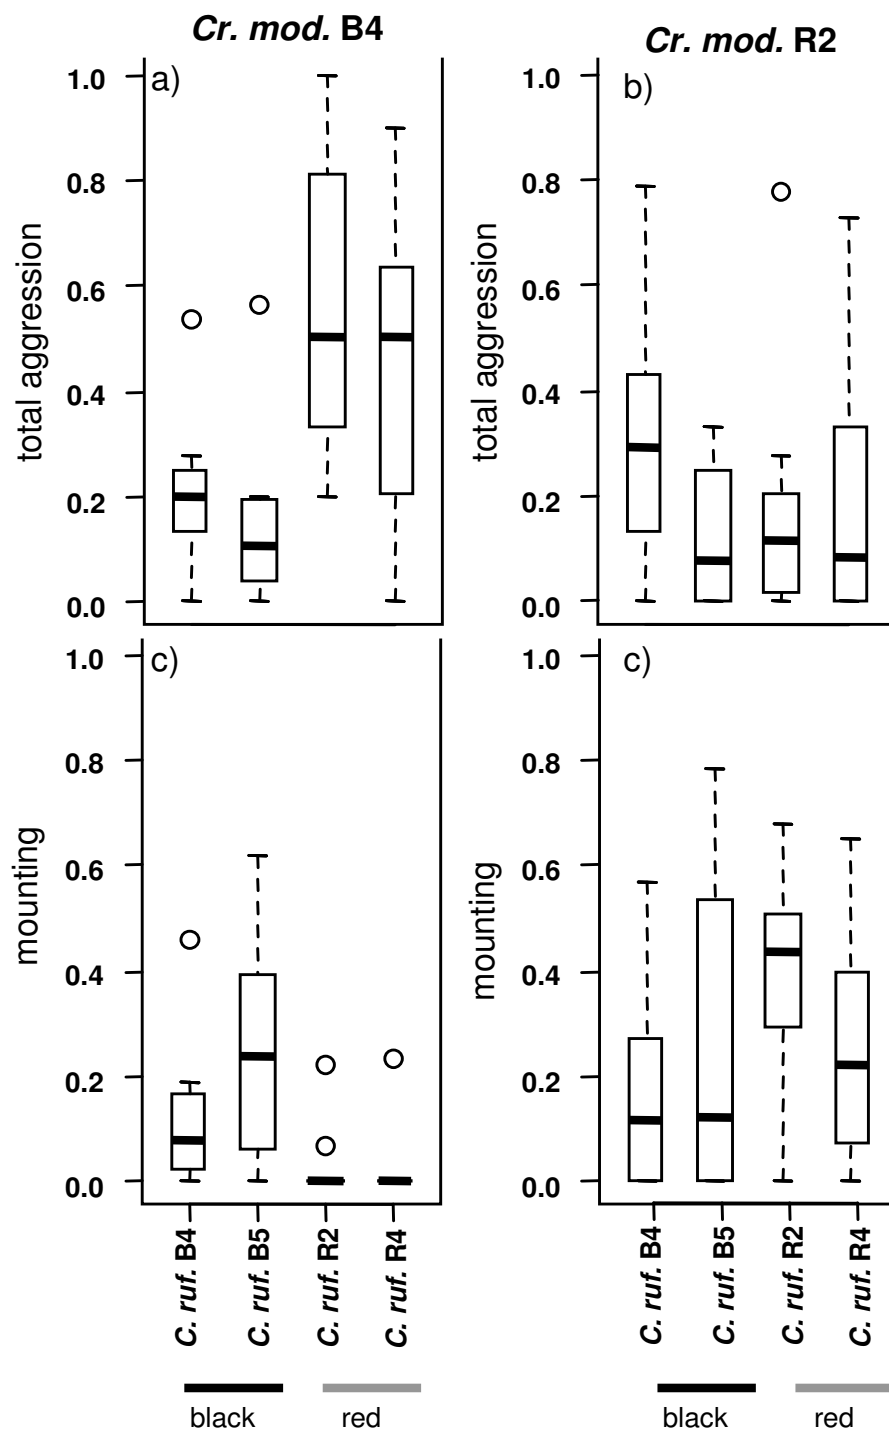 Cr. mod. B4
Cr. mod. R2
a)
total aggression
1.0
0.8
0.6
0.4
0.2
0.0
b)
total aggression
1.0
0.8
0.6
0.4
0.2
0.0
c)
mounting
1.0
0.8
0.6
0.4
0.2
0.0
c)
mounting
1.0
0.8
0.6
0.4
0.2
0.0
C. ruf. B4
C. ruf. B5
C. ruf. R2
C. ruf. R4
C. ruf. B4
C. ruf. B5
C. ruf. R2
C. ruf. R4
black
red
black
red